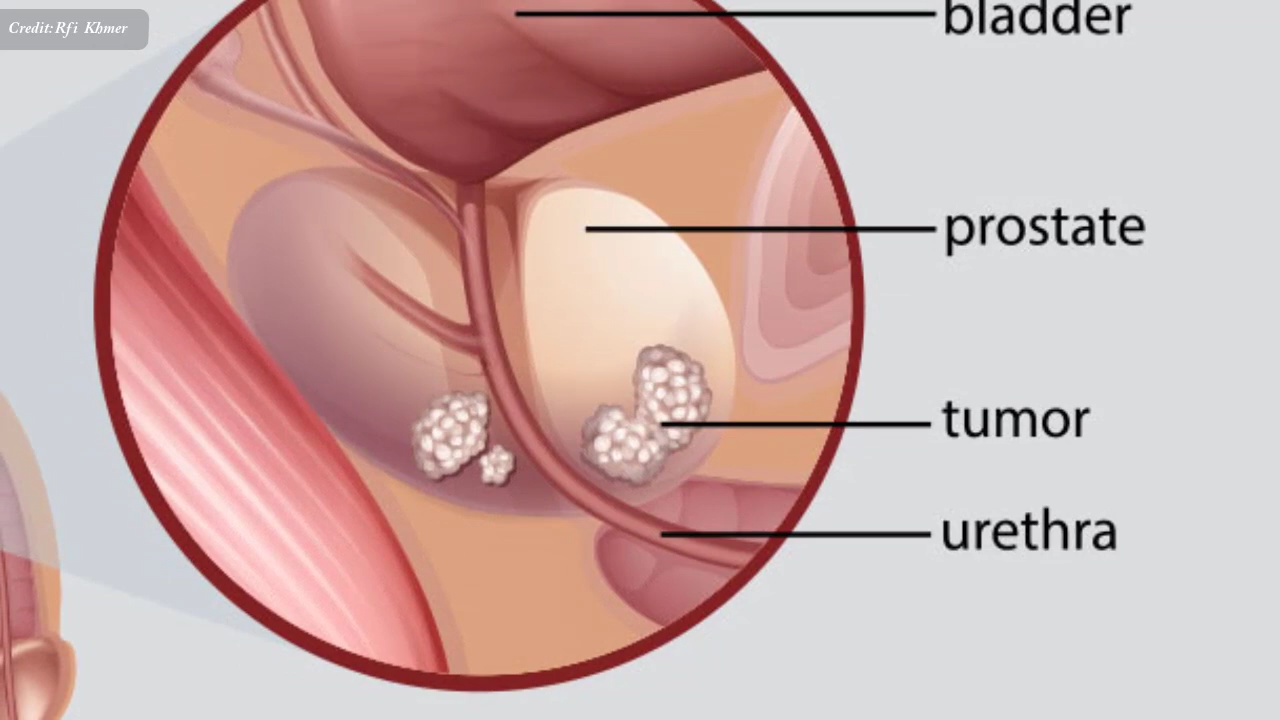 Credit:Rfi Khmer
bladder
prostate
tumor
urethra